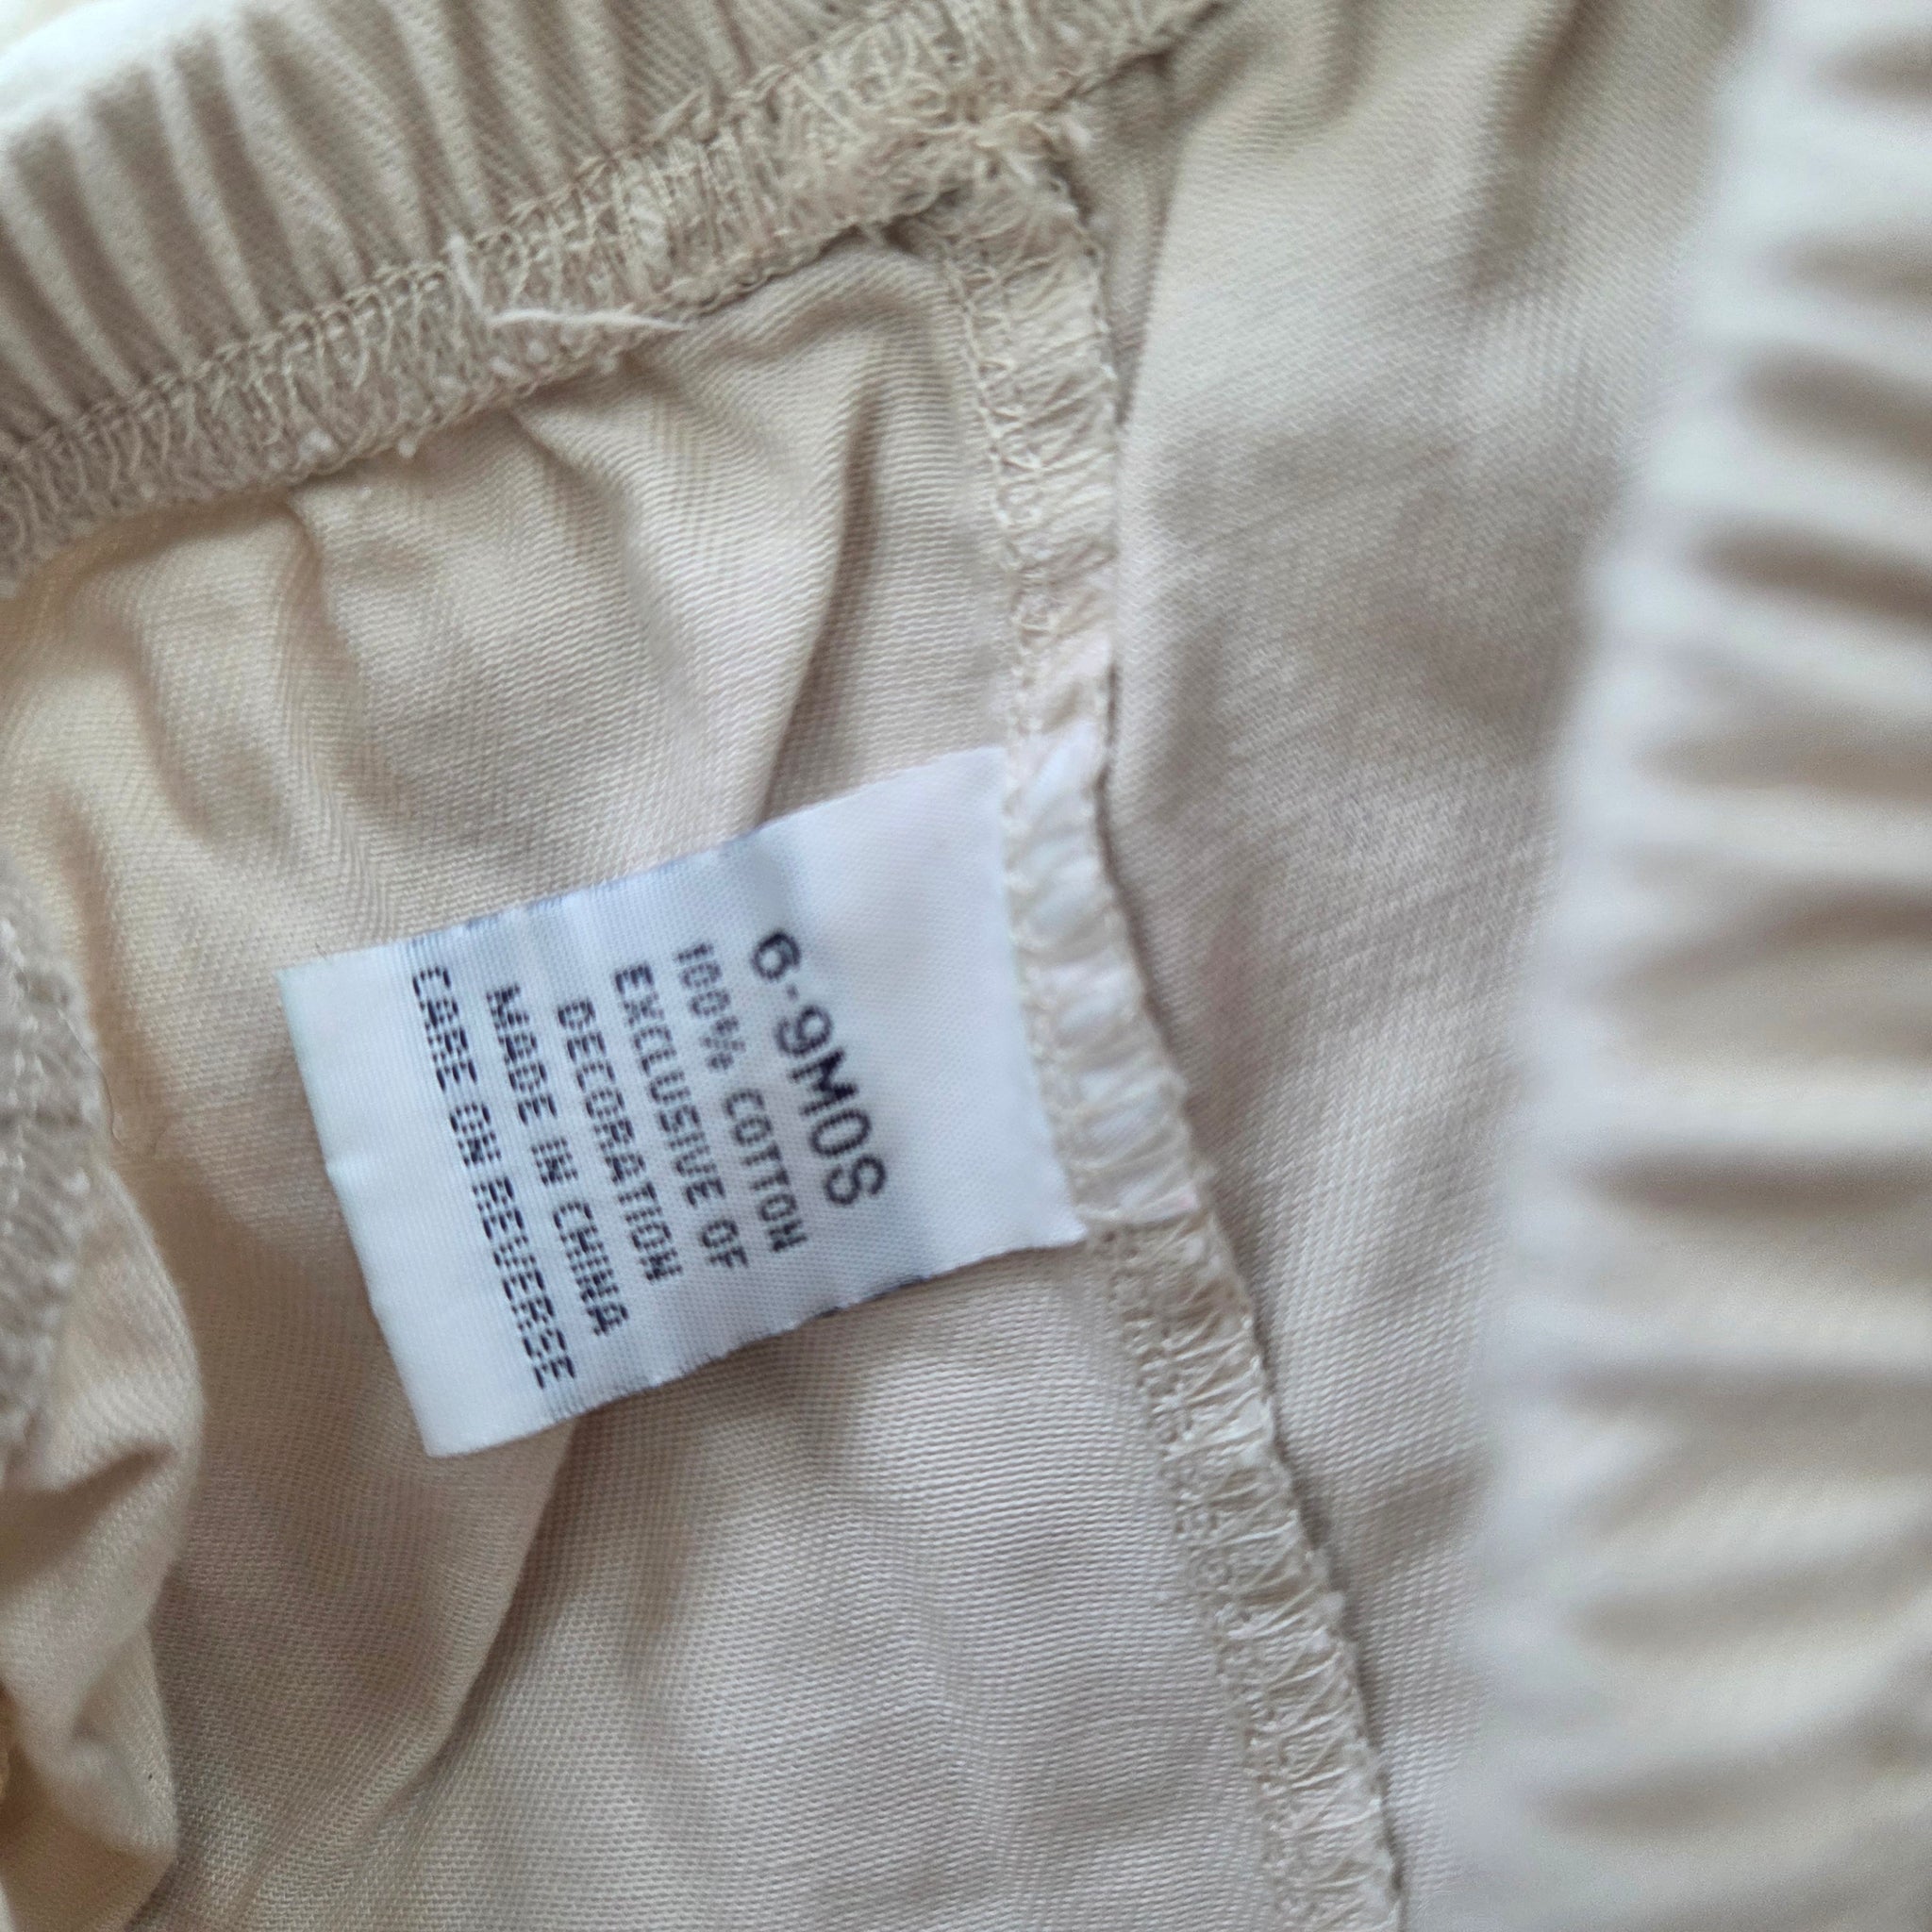 6-9MOS
100% COTTON
EXCLUSIVE OF
DECORATION
MADE IN CHINA
CARE ON REVERSE